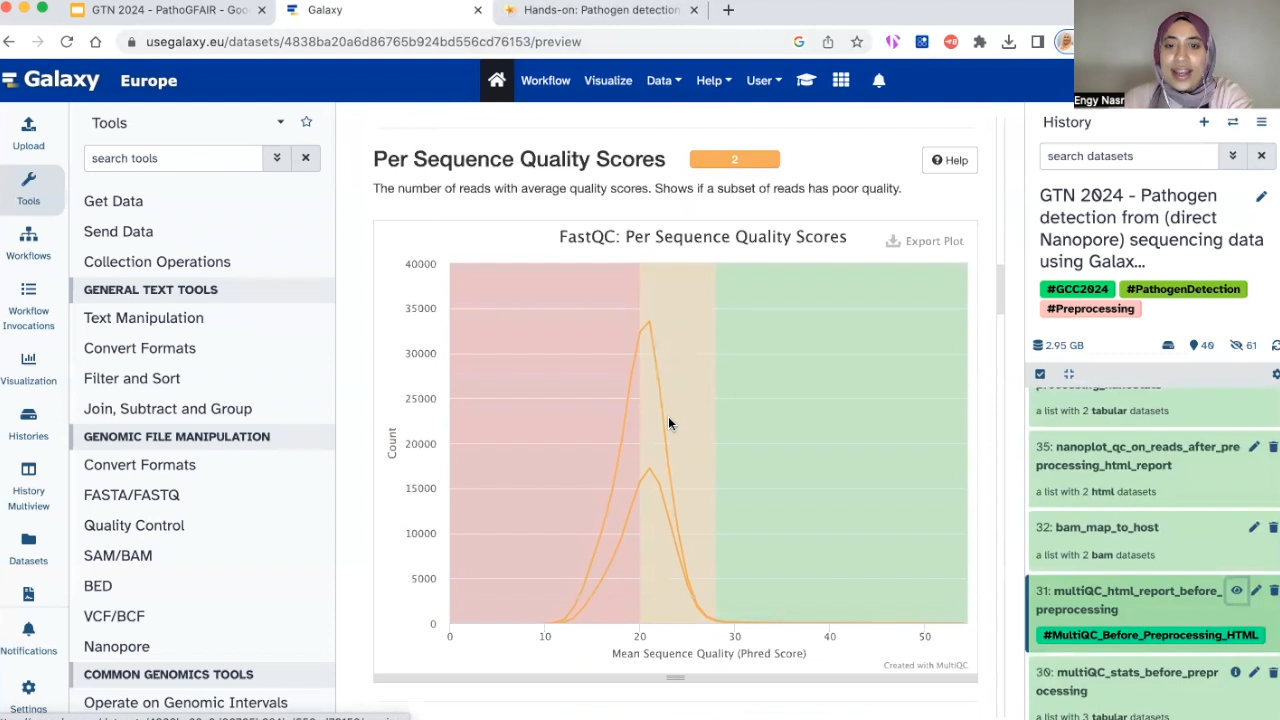 GTN 2024 - PathoGFAIR - Goo
Galaxy
Hands-on: Pathogen detection
usegalaxy.eu/datasets/4838ba20a6d86765b924bd556cd76153/preview
Galaxy Europe
Workflow Visualize Data Help User
Engy Nasr
Upload
Tools
Workflows
Workflow
Invocations
Visualization
Histories
History
Multiview
Datasets
Notifications
Settings
Tools
search tools
Get Data
Send Data
Collection Operations
GENERAL TEXT TOOLS
Text Manipulation
Convert Formats
Filter and Sort
Join, Subtract and Group
GENOMIC FILE MANIPULATION
Convert Formats
FASTA/FASTQ
Quality Control
SAM/BAM
BED
VCF/BCF
Nanopore
COMMON GENOMICS TOOLS
Operate on Genomic Intervals
Per Sequence Quality Scores 2 Help
The number of reads with average quality scores. Shows if a subset of reads has poor quality.
FastQC: Per Sequence Quality Scores
Export Plot
40000
35000
30000
25000
20000
15000
10000
5000
0
Count
0 10 20 30 40 50
Mean Sequence Quality (Phred Score)
Created with MultiQC
History
search datasets
GTN 2024 - Pathogen
detection from (direct
Nanopore) sequencing data
using Galax...
#GCC2024 #PathogenDetection
#Preprocessing
2.95 GB 40 61
a list with 2 tabular datasets
35: nanoplot_qc_on_reads_after_pre
processing_html_report
a list with 2 html datasets
32: bam_map_to_host
a list with 2 bam datasets
31: multiQC_html_report_before_
preprocessing
#MultiQC_Before_Preprocessing_HTML
30: multiQC_stats_before_prepr
ocessing
a list with 3 tabular datasets